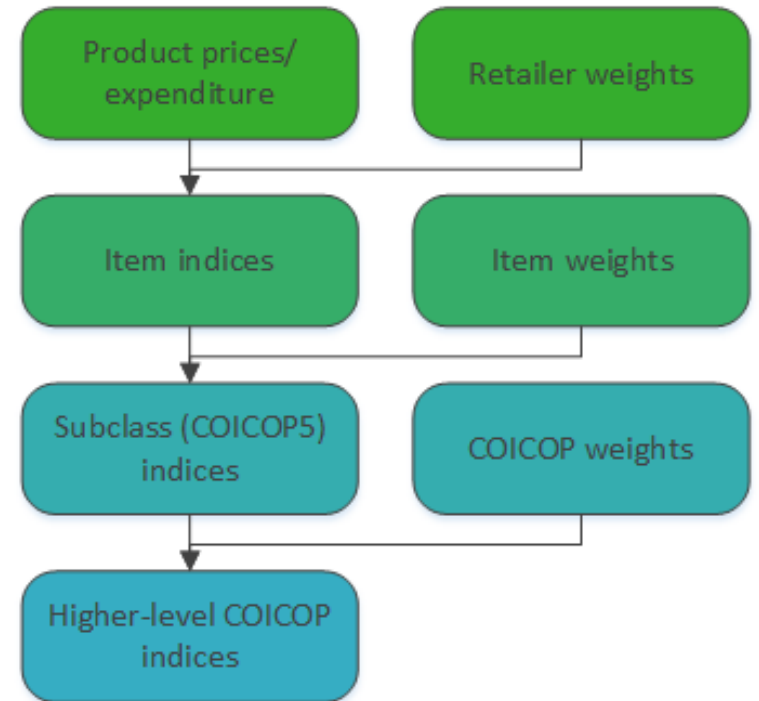 Product prices/
expenditure
Retailer weights
Item indices
Item weights
Subclass (COICOP5)
indices
COICOP weights
Higher-level COICOP
indices